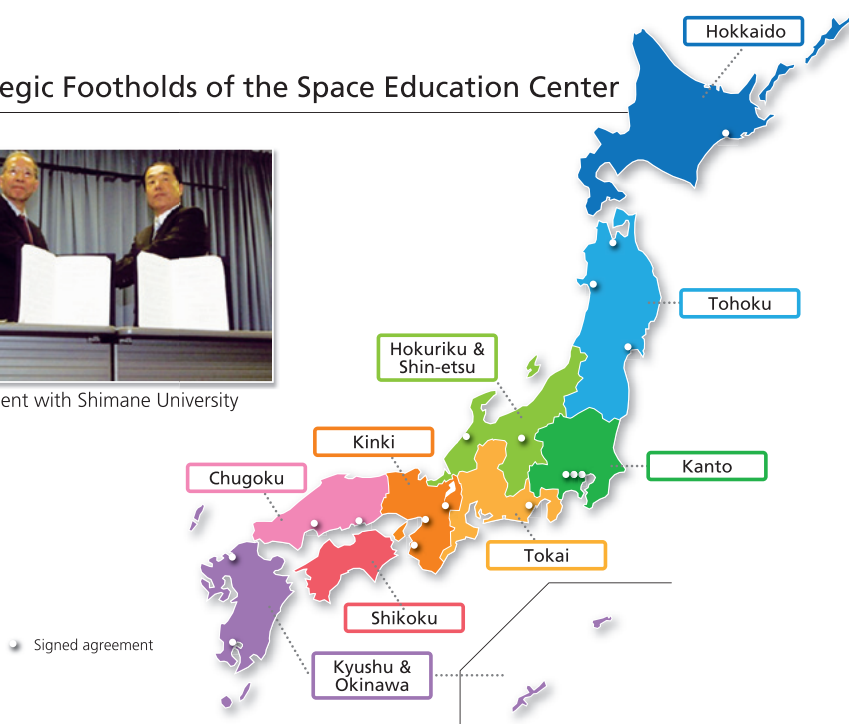 Hokkaido
egic Footholds of the Space Education Center
Tohoku
Hokuriku &
Shin-etsu
ent with Shimane University
Kinki
Kanto
Chugoku
Tokai
Shikoku
Signed agreement
Kyushu &
Okinawa